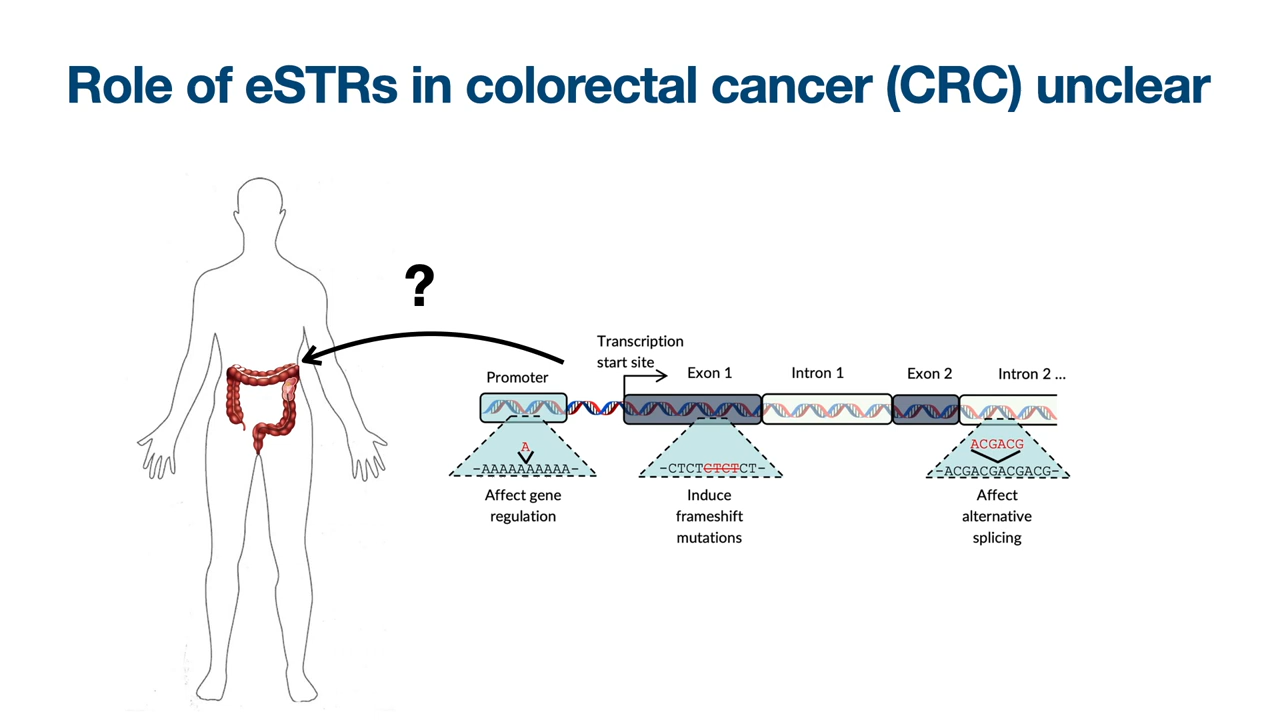 Role of eSTRs in colorectal cancer (CRC) unclear
?
Transcription
start site
Promoter
Exon 1
Intron 1
Exon 2
Intron 2 ...
A
-AAAAAAAAAA-
-CTCTCTCTCT-
ACGACG
-ACGACGACGACG-
Affect gene
regulation
Induce
frameshift
mutations
Affect
alternative
splicing